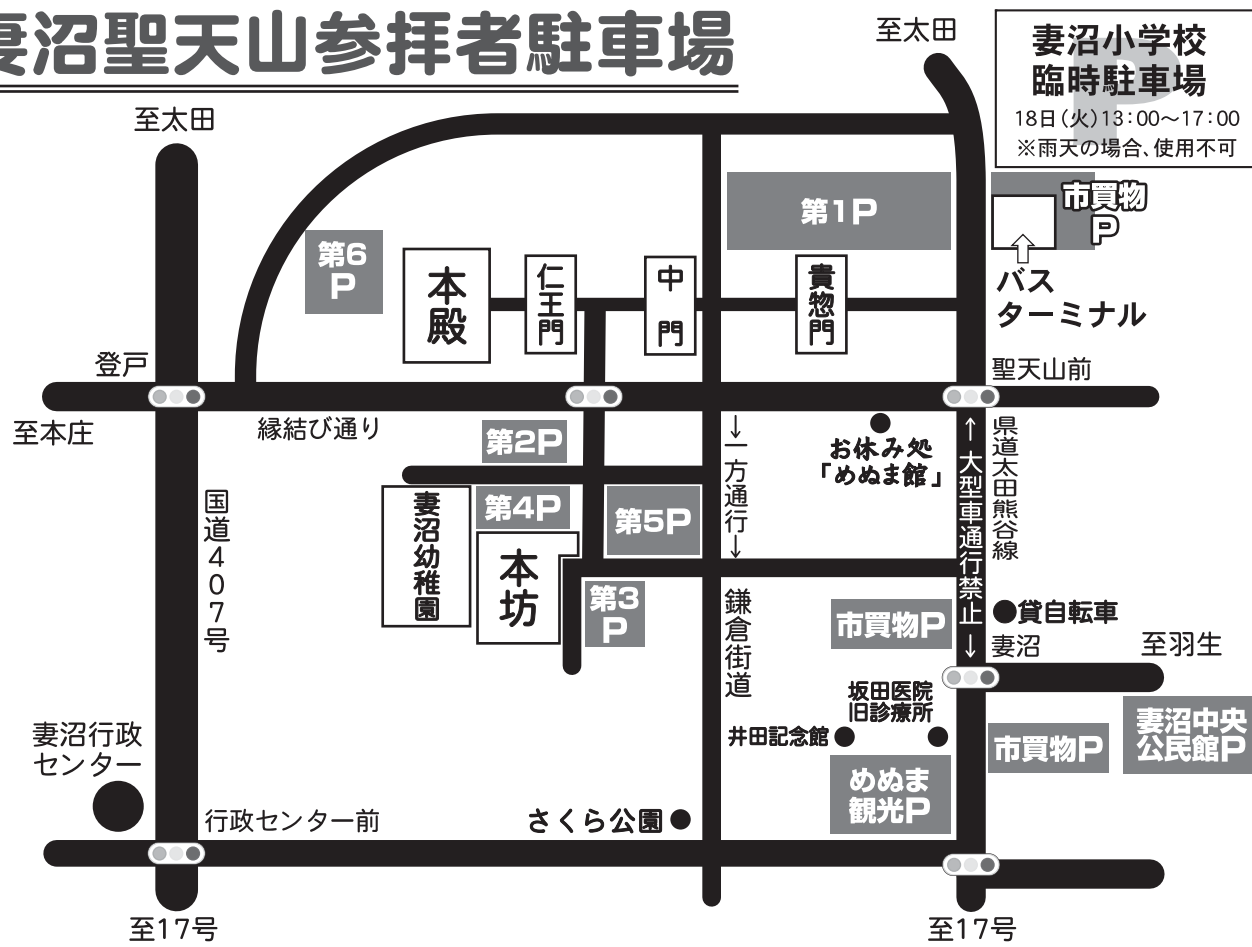 妻沼聖天山参拝者駐車場
至太田
妻沼小学校
臨時駐車場
18日(火)13:00〜17:00
※雨天の場合、使用不可
P
至太田
市買物
P
第1P
第6
P
本殿
仁王門
中門
貴惣門
バス
ターミナル
登戸
聖天山前
至本庄
縁結び通り
第2P
お休み処
「めぬま館」
↓一方通行↓
↑大型車通行禁止↓
県道太田熊谷線
国道407号
妻沼幼稚園
第4P
第5P
本坊
第3
P
鎌倉街道
市買物P
貸自転車
妻沼
至羽生
坂田医院
旧診療所
井田記念館
市買物P
妻沼中央
公民館P
妻沼行政
センター
めぬま
観光P
行政センター前
さくら公園
至17号
至17号